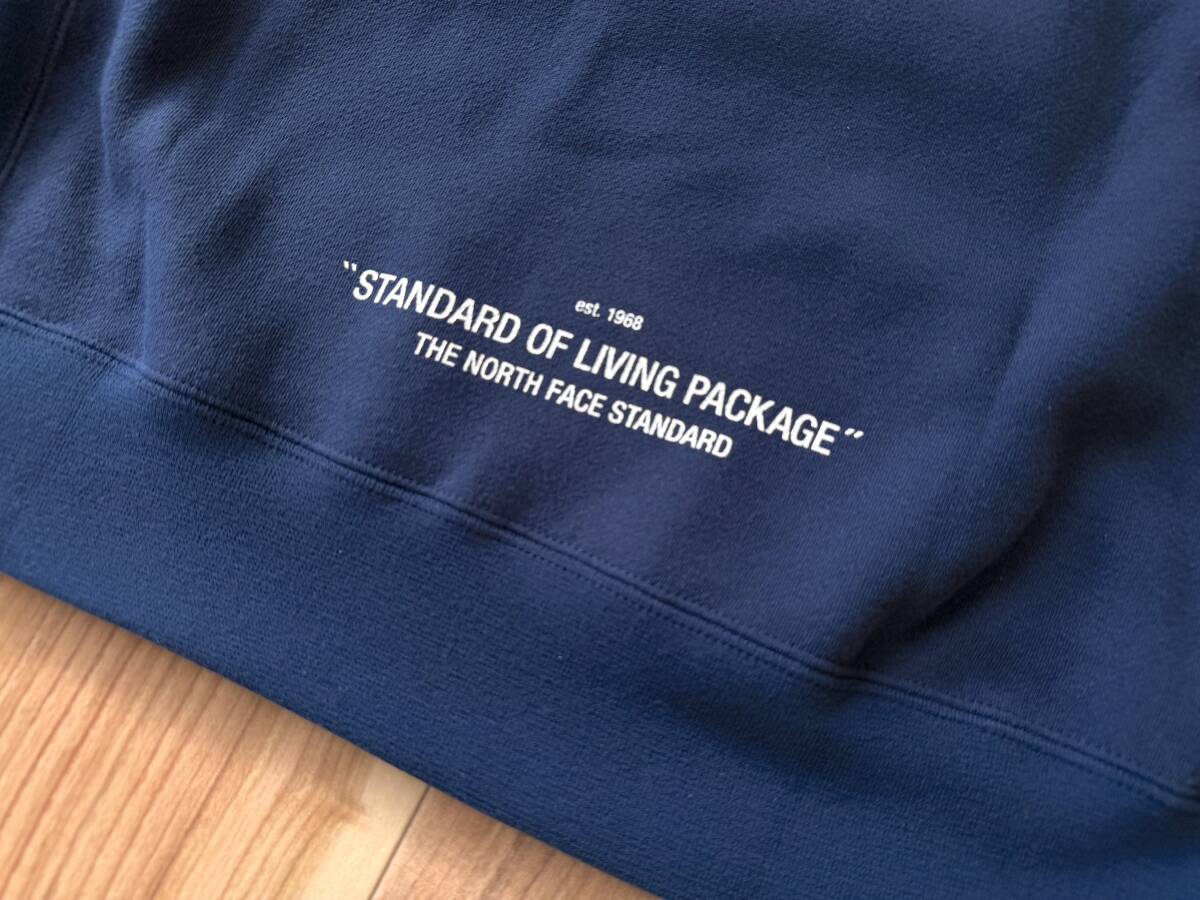 est. 1968
"STANDARD OF LIVING PACKAGE"
THE NORTH FACE STANDARD